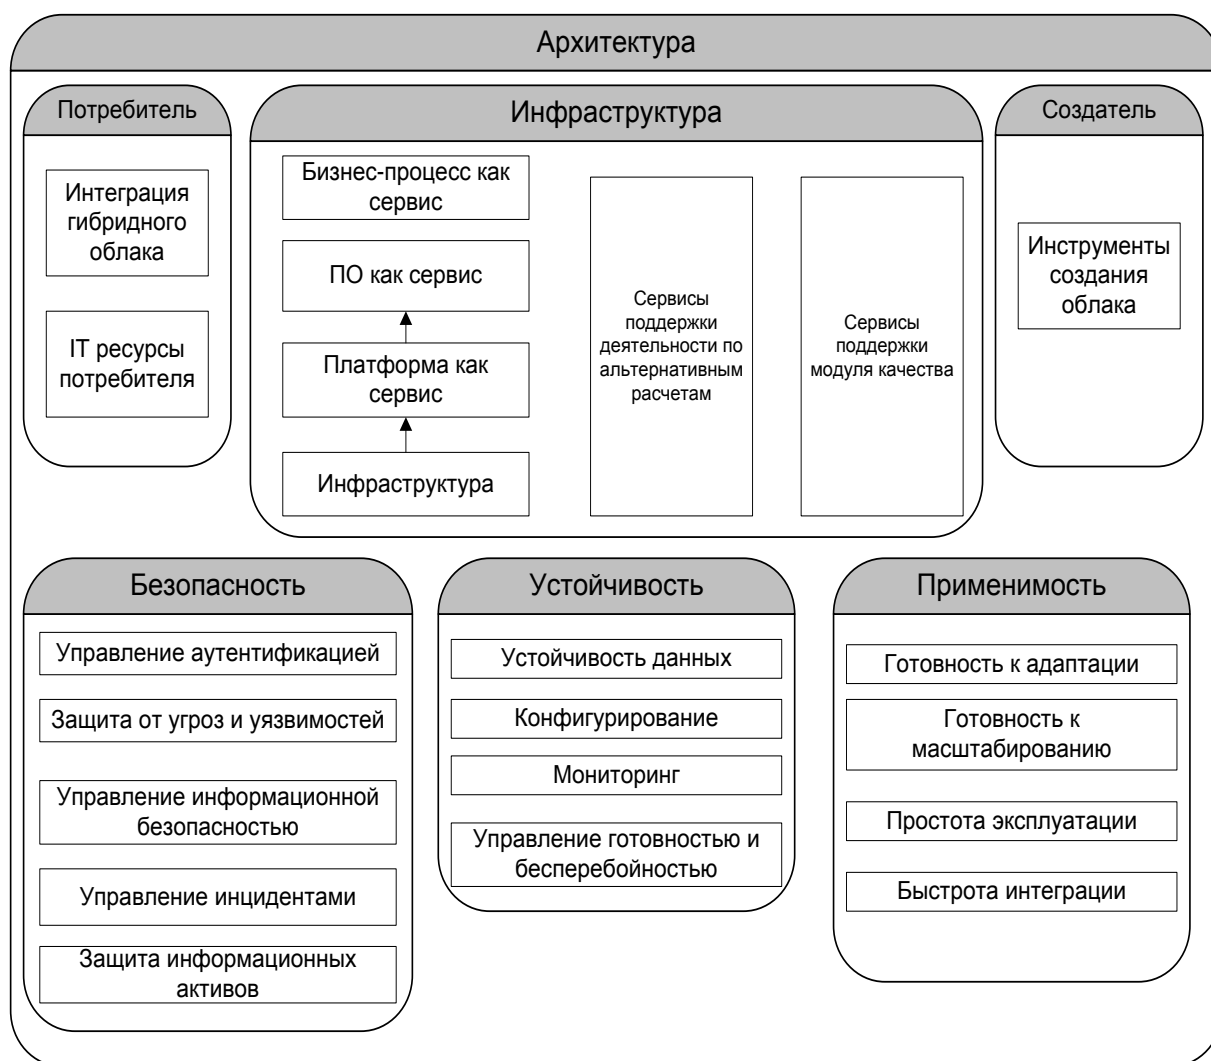 Архитектура
Потребитель
Интеграция
гибридного
облака
IT ресурсы
потребителя
Инфраструктура
Бизнес-процесс как
сервис
ПО как сервис
Платформа как
сервис
Инфраструктура
Сервисы
поддержки
деятельности по
альтернативным
расчетам
Сервисы
поддержки
модуля качества
Создатель
Инструменты
создания
облака
Безопасность
Управление аутентификацией
Защита от угроз и уязвимостей
Управление информационной
безопасностью
Управление инцидентами
Защита информационных
активов
Устойчивость
Устойчивость данных
Конфигурирование
Мониторинг
Управление готовностью и
бесперебойностью
Применимость
Готовность к адаптации
Готовность к
масштабированию
Простота эксплуатации
Быстрота интеграции